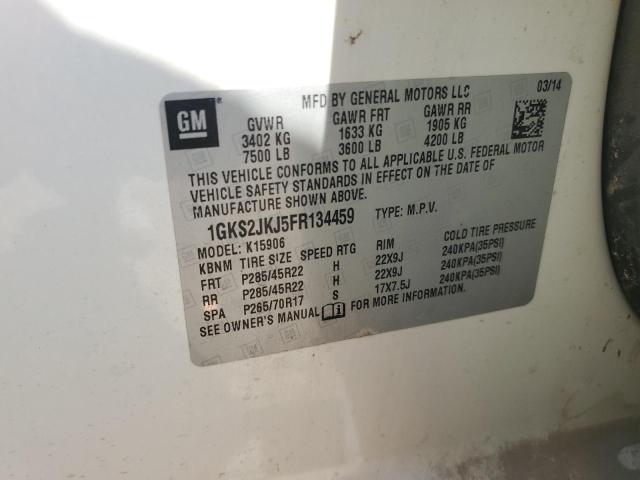 GM
MFD BY GENERAL MOTORS LLC 03/14
GVWR GAWR FRT GAWR RR
3402 KG 1633 KG 1905 KG
7500 LB 3600 LB 4200 LB
THIS VEHICLE CONFORMS TO ALL APPLICABLE U.S. FEDERAL MOTOR
VEHICLE SAFETY STANDARDS IN EFFECT ON THE DATE OF
MANUFACTURE SHOWN ABOVE.
1GKS2JKJ5FR134459 TYPE: M.P.V.
MODEL: K15906
KBNM TIRE SIZE SPEED RTG RIM COLD TIRE PRESSURE
FRT P285/45R22 H 22X9J 240KPA(35PSI)
RR P285/45R22 H 22X9J 240KPA(35PSI)
SPA P265/70R17 S 17X7.5J 240KPA(35PSI)
SEE OWNER'S MANUAL FOR MORE INFORMATION.